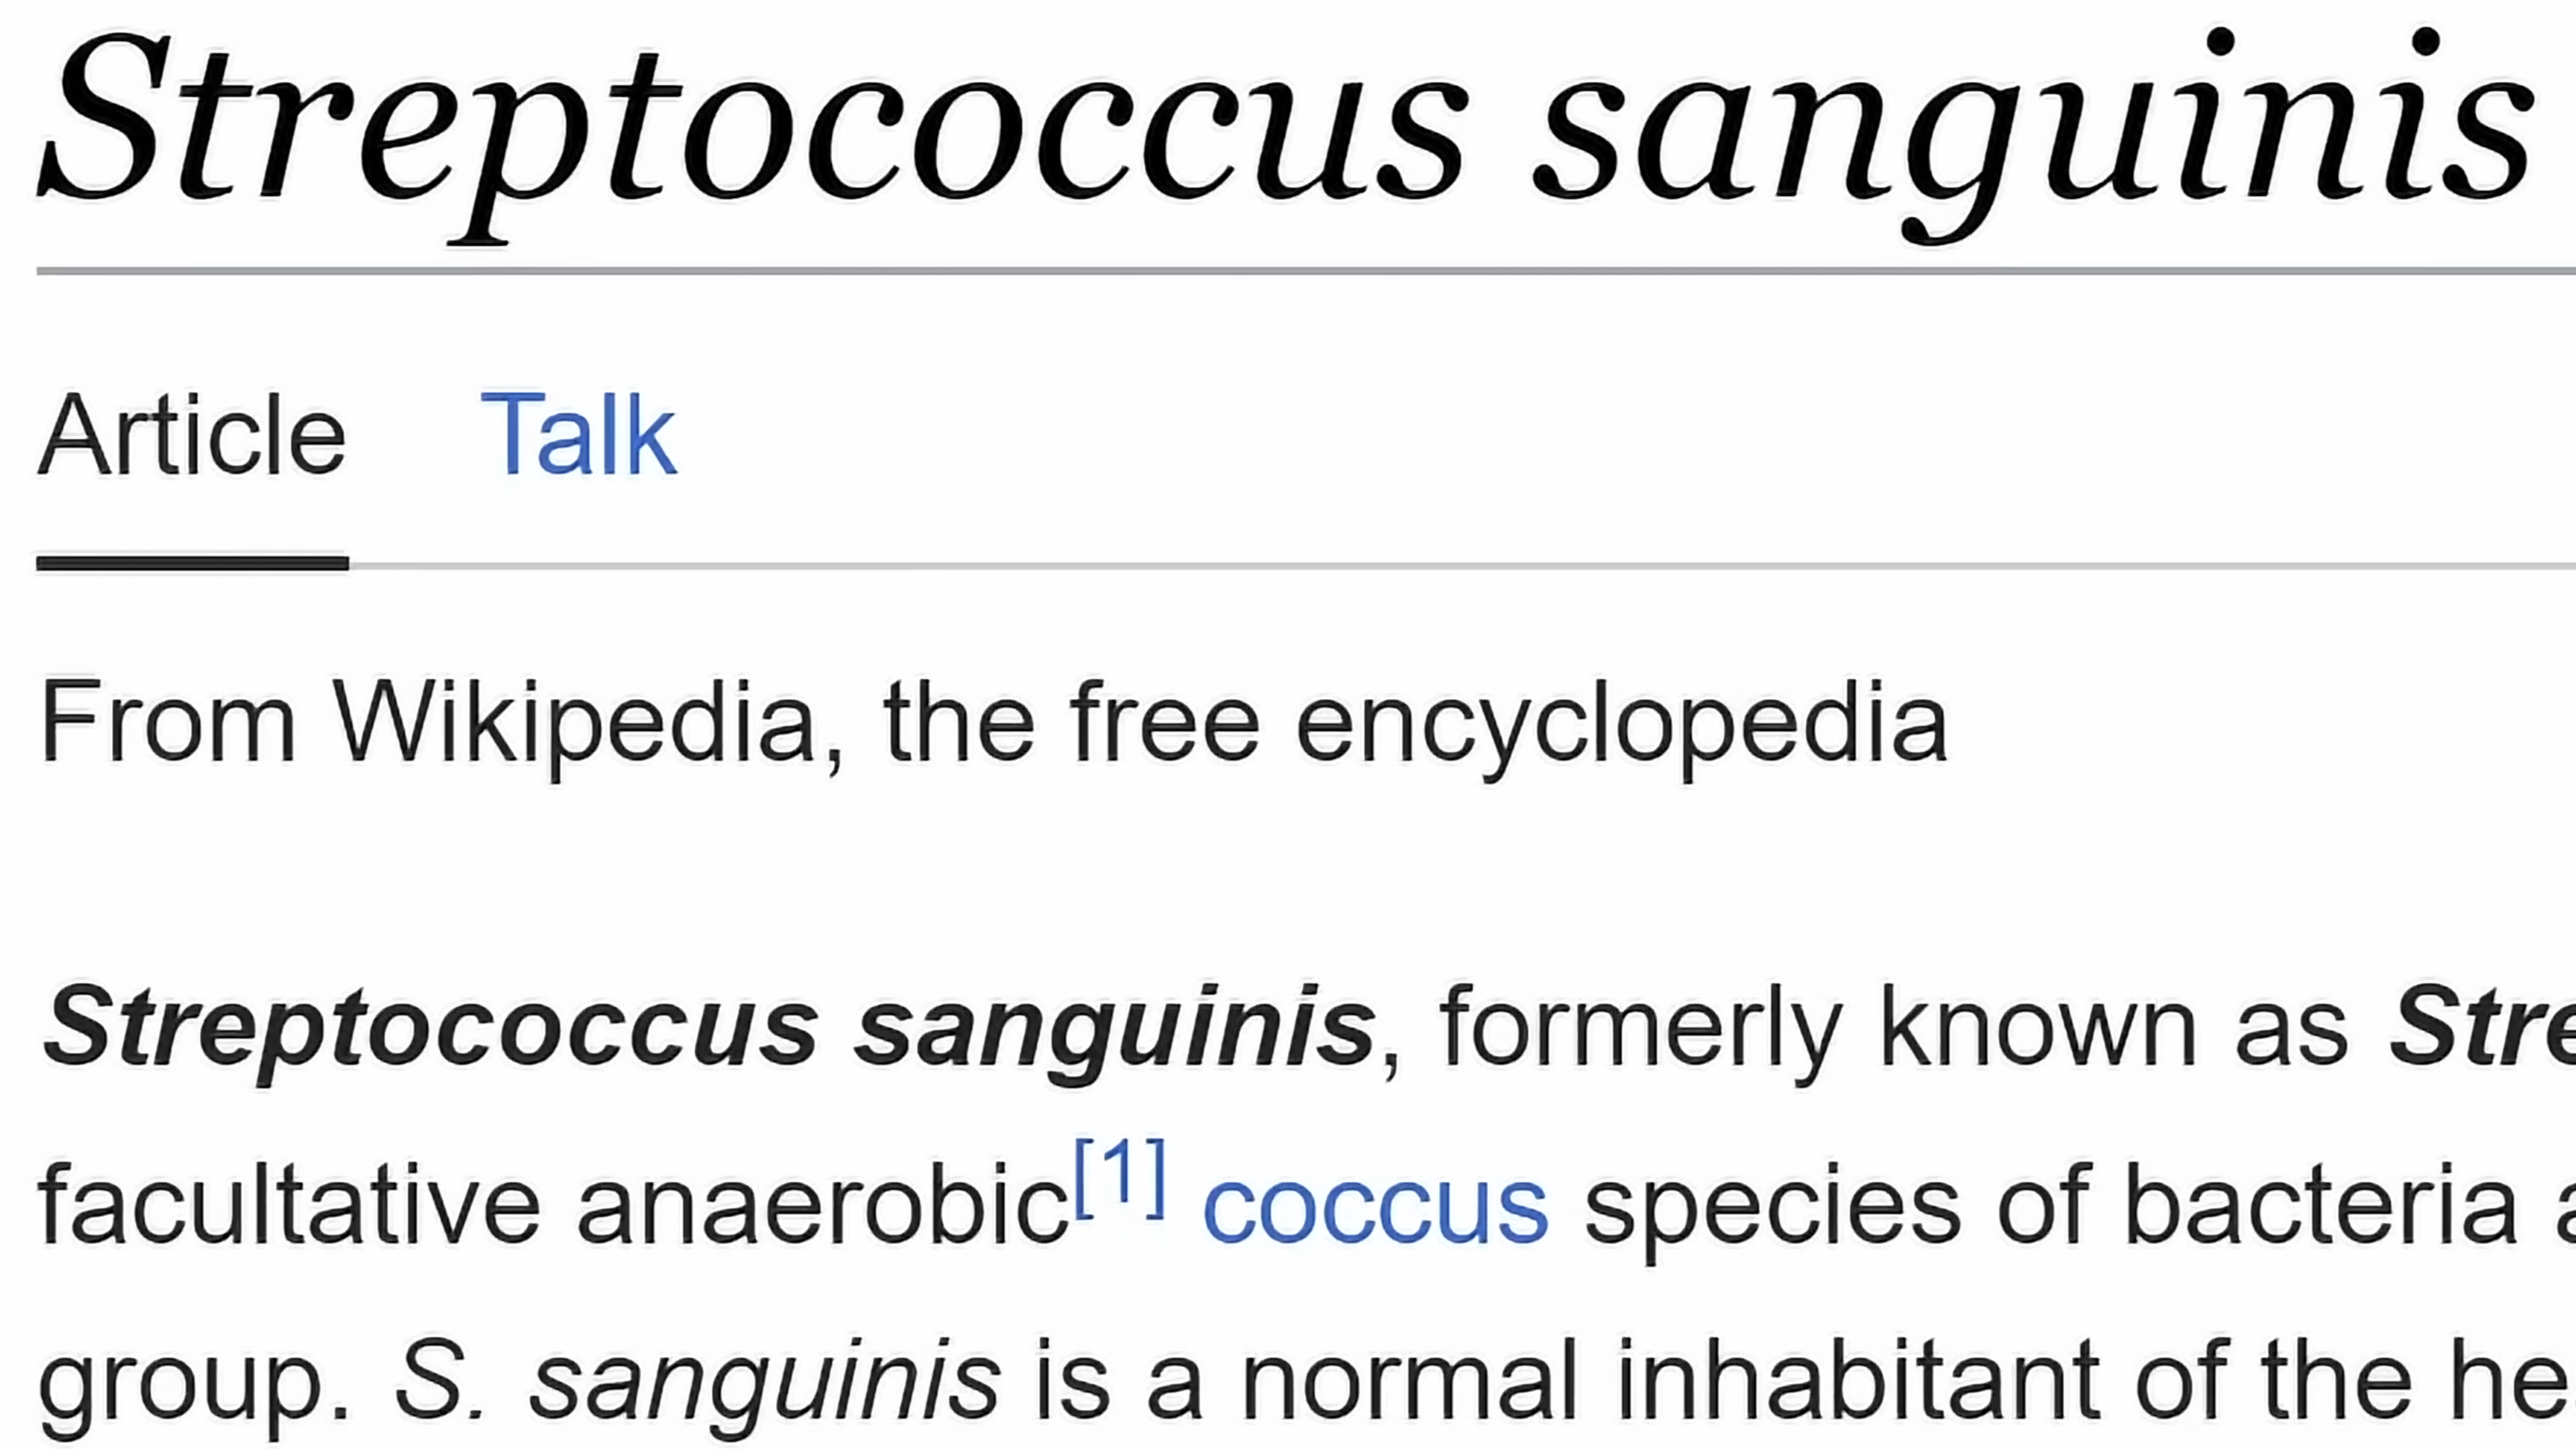 Streptococcus sanguinis
Article Talk
From Wikipedia, the free encyclopedia
Streptococcus sanguinis, formerly known as
facultative anaerobic[1] coccus species of bacteria
group. S. sanguinis is a normal inhabitant of the